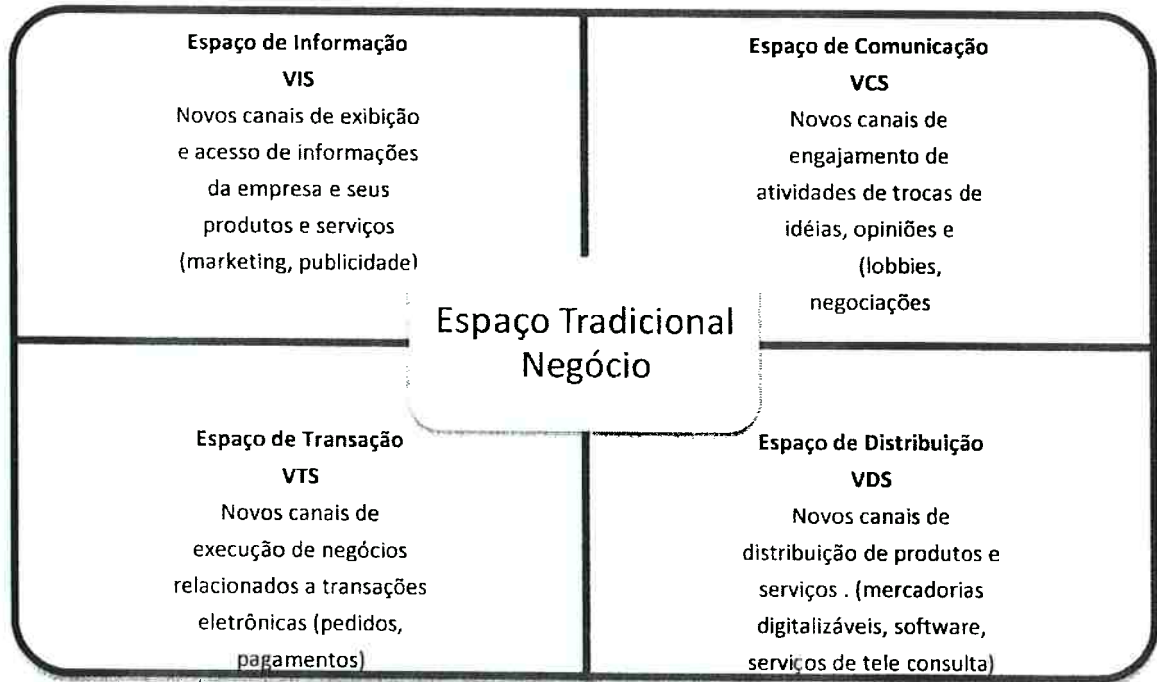 Espaço de Informação
VIS
Novos canais de exibição
e acesso de informações
da empresa e seus
produtos e serviços
(marketing, publicidade)
Espaço de Comunicação
VCS
Novos canais de
engajamento de
atividades de trocas de
idéias, opiniões e
(lobbies,
negociações
Espaço Tradicional
Negócio
Espaço de Transação
VTS
Novos canais de
execução de negócios
relacionados a transações
eletrônicas (pedidos,
pagamentos)
Espaço de Distribuição
VDS
Novos canais de
distribuição de produtos e
serviços . (mercadorias
digitalizáveis, software,
serviços de tele consulta)